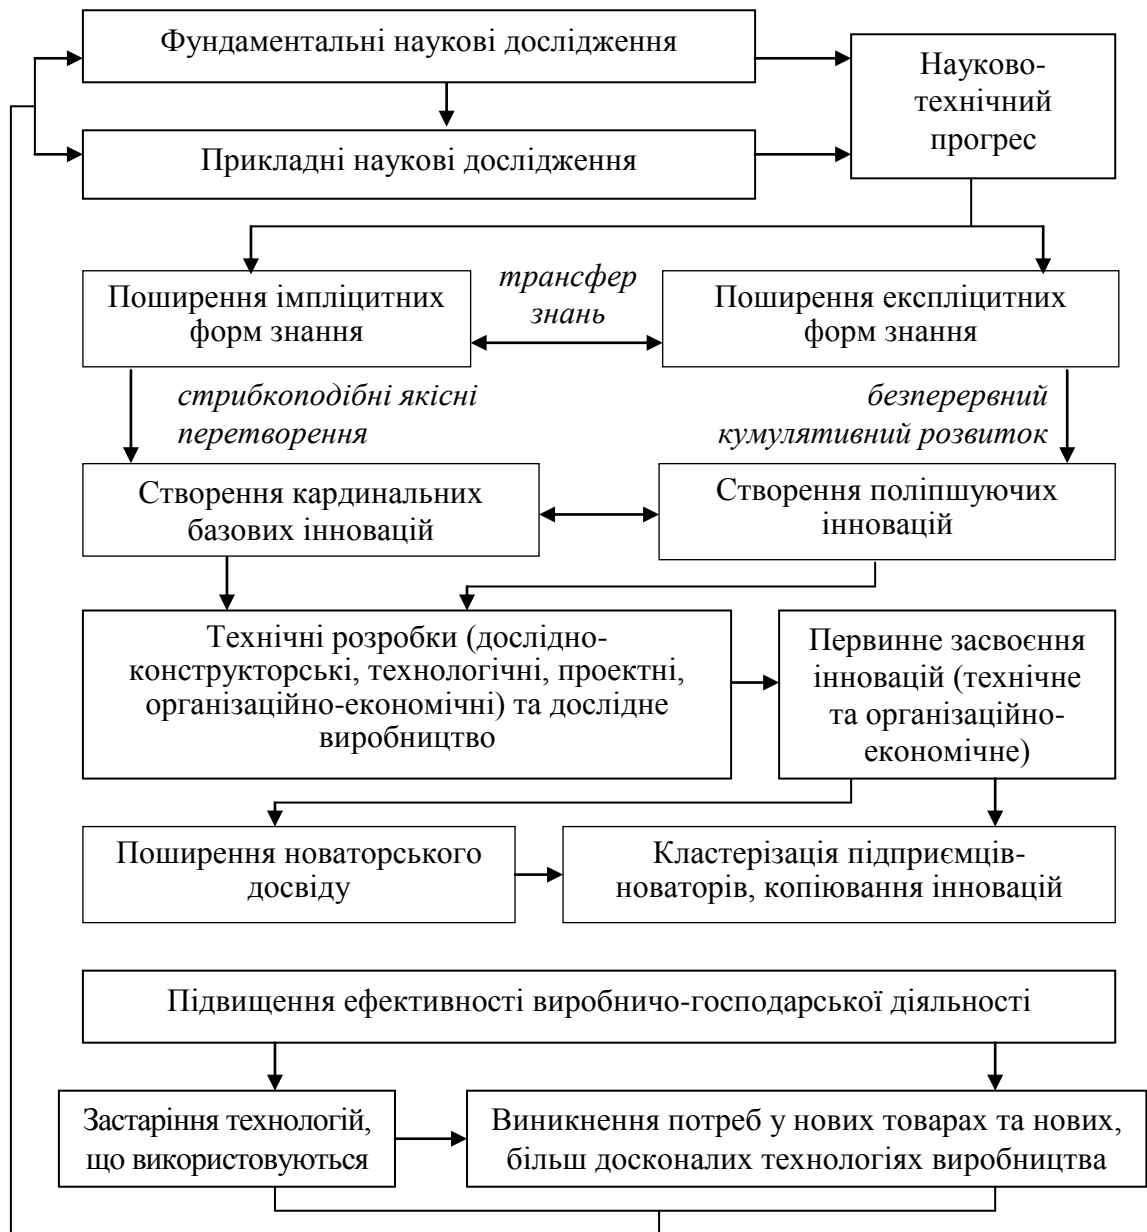 Фундаментальні наукові дослідження
Науково-
технічний
прогрес
Прикладні наукові дослідження
Поширення імпліцитних
форм знання
трансфер
знань
Поширення експліцитних
форм знання
стрибкоподібні якісні
перетворення
безперервний
кумулятивний розвиток
Створення кардинальних
базових інновацій
Створення поліпшуючих
інновацій
Технічні розробки (дослідно-
конструкторські, технологічні, проектні,
організаційно-економічні) та дослідне
виробництво
Первинне засвоєння
інновацій (технічне
та організаційно-
економічне)
Поширення новаторського
досвіду
Кластерізація підприємців-
новаторів, копіювання інновацій
Підвищення ефективності виробничо-господарської діяльності
Застаріння технологій,
що використовуються
Виникнення потреб у нових товарах та нових,
більш досконалих технологіях виробництва